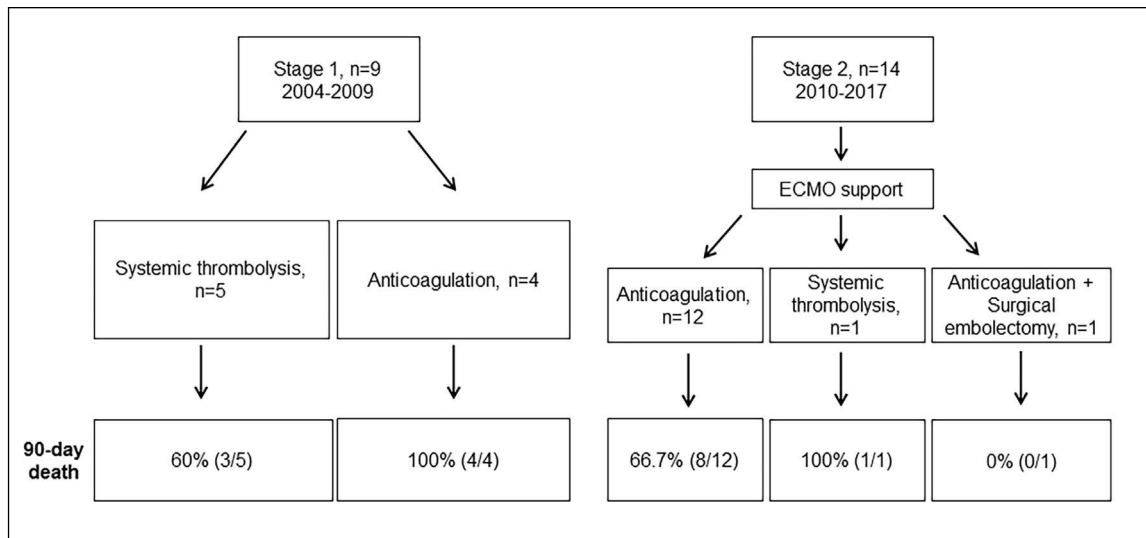 Stage 1, n=9
2004-2009
Stage 2, n=14
2010-2017
ECMO support
Systemic thrombolysis,
n=5
Anticoagulation, n=4
Anticoagulation,
n=12
Systemic
thrombolysis,
n=1
Anticoagulation +
Surgical
embolectomy, n=1
90-day
death
60% (3/5)
100% (4/4)
66.7% (8/12)
100% (1/1)
0% (0/1)